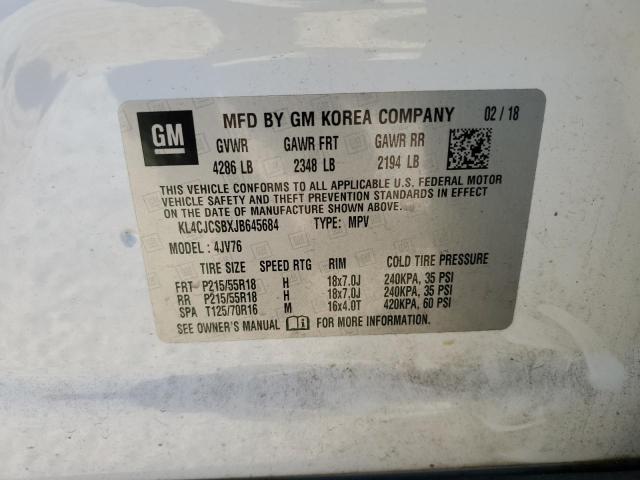 GM
MFD BY GM KOREA COMPANY 02 / 18
GVWR GAWR FRT GAWR RR
4286 LB 2348 LB 2194 LB
THIS VEHICLE CONFORMS TO ALL APPLICABLE U.S. FEDERAL MOTOR
VEHICLE SAFETY AND THEFT PREVENTION STANDARDS IN EFFECT
ON THE DATE OF MANUFACTURE SHOWN ABOVE.
KL4CJCSBXJB645684 TYPE: MPV
MODEL: 4JV76
TIRE SIZE SPEED RTG RIM COLD TIRE PRESSURE
FRT P215/55R18 H 18x7.0J 240KPA, 35 PSI
RR P215/55R18 H 18x7.0J 240KPA, 35 PSI
SPA T125/70R16 M 16x4.0T 420KPA, 60 PSI
SEE OWNER'S MANUAL FOR MORE INFORMATION.